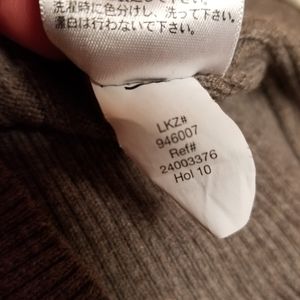 洗濯時に色分けし、洗って下さい。
漂白は行わないで下さい。
LKZ#
946007
Ref#
24003376
Hol 10